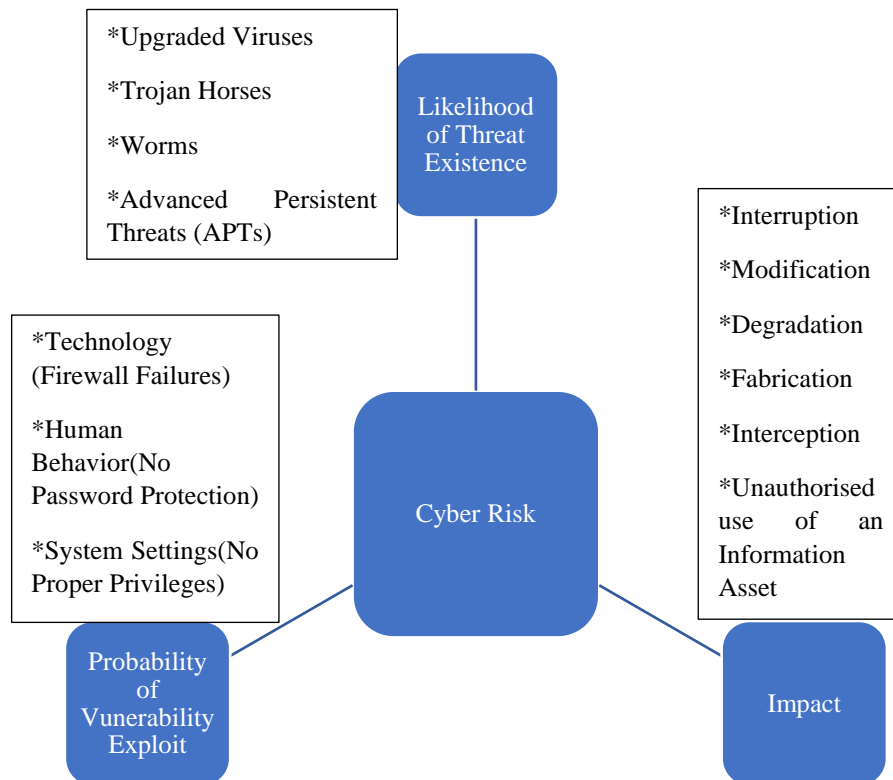 *Upgraded Viruses
*Trojan Horses
*Worms
*Advanced Persistent
Threats (APTs)
Likelihood
of Threat
Existence
*Interruption
*Modification
*Degradation
*Fabrication
*Interception
*Unauthorised
use of an
Information
Asset
*Technology
(Firewall Failures)
*Human
Behavior(No
Password Protection)
*System Settings(No
Proper Privileges)
Cyber Risk
Probability
of
Vunerability
Exploit
Impact